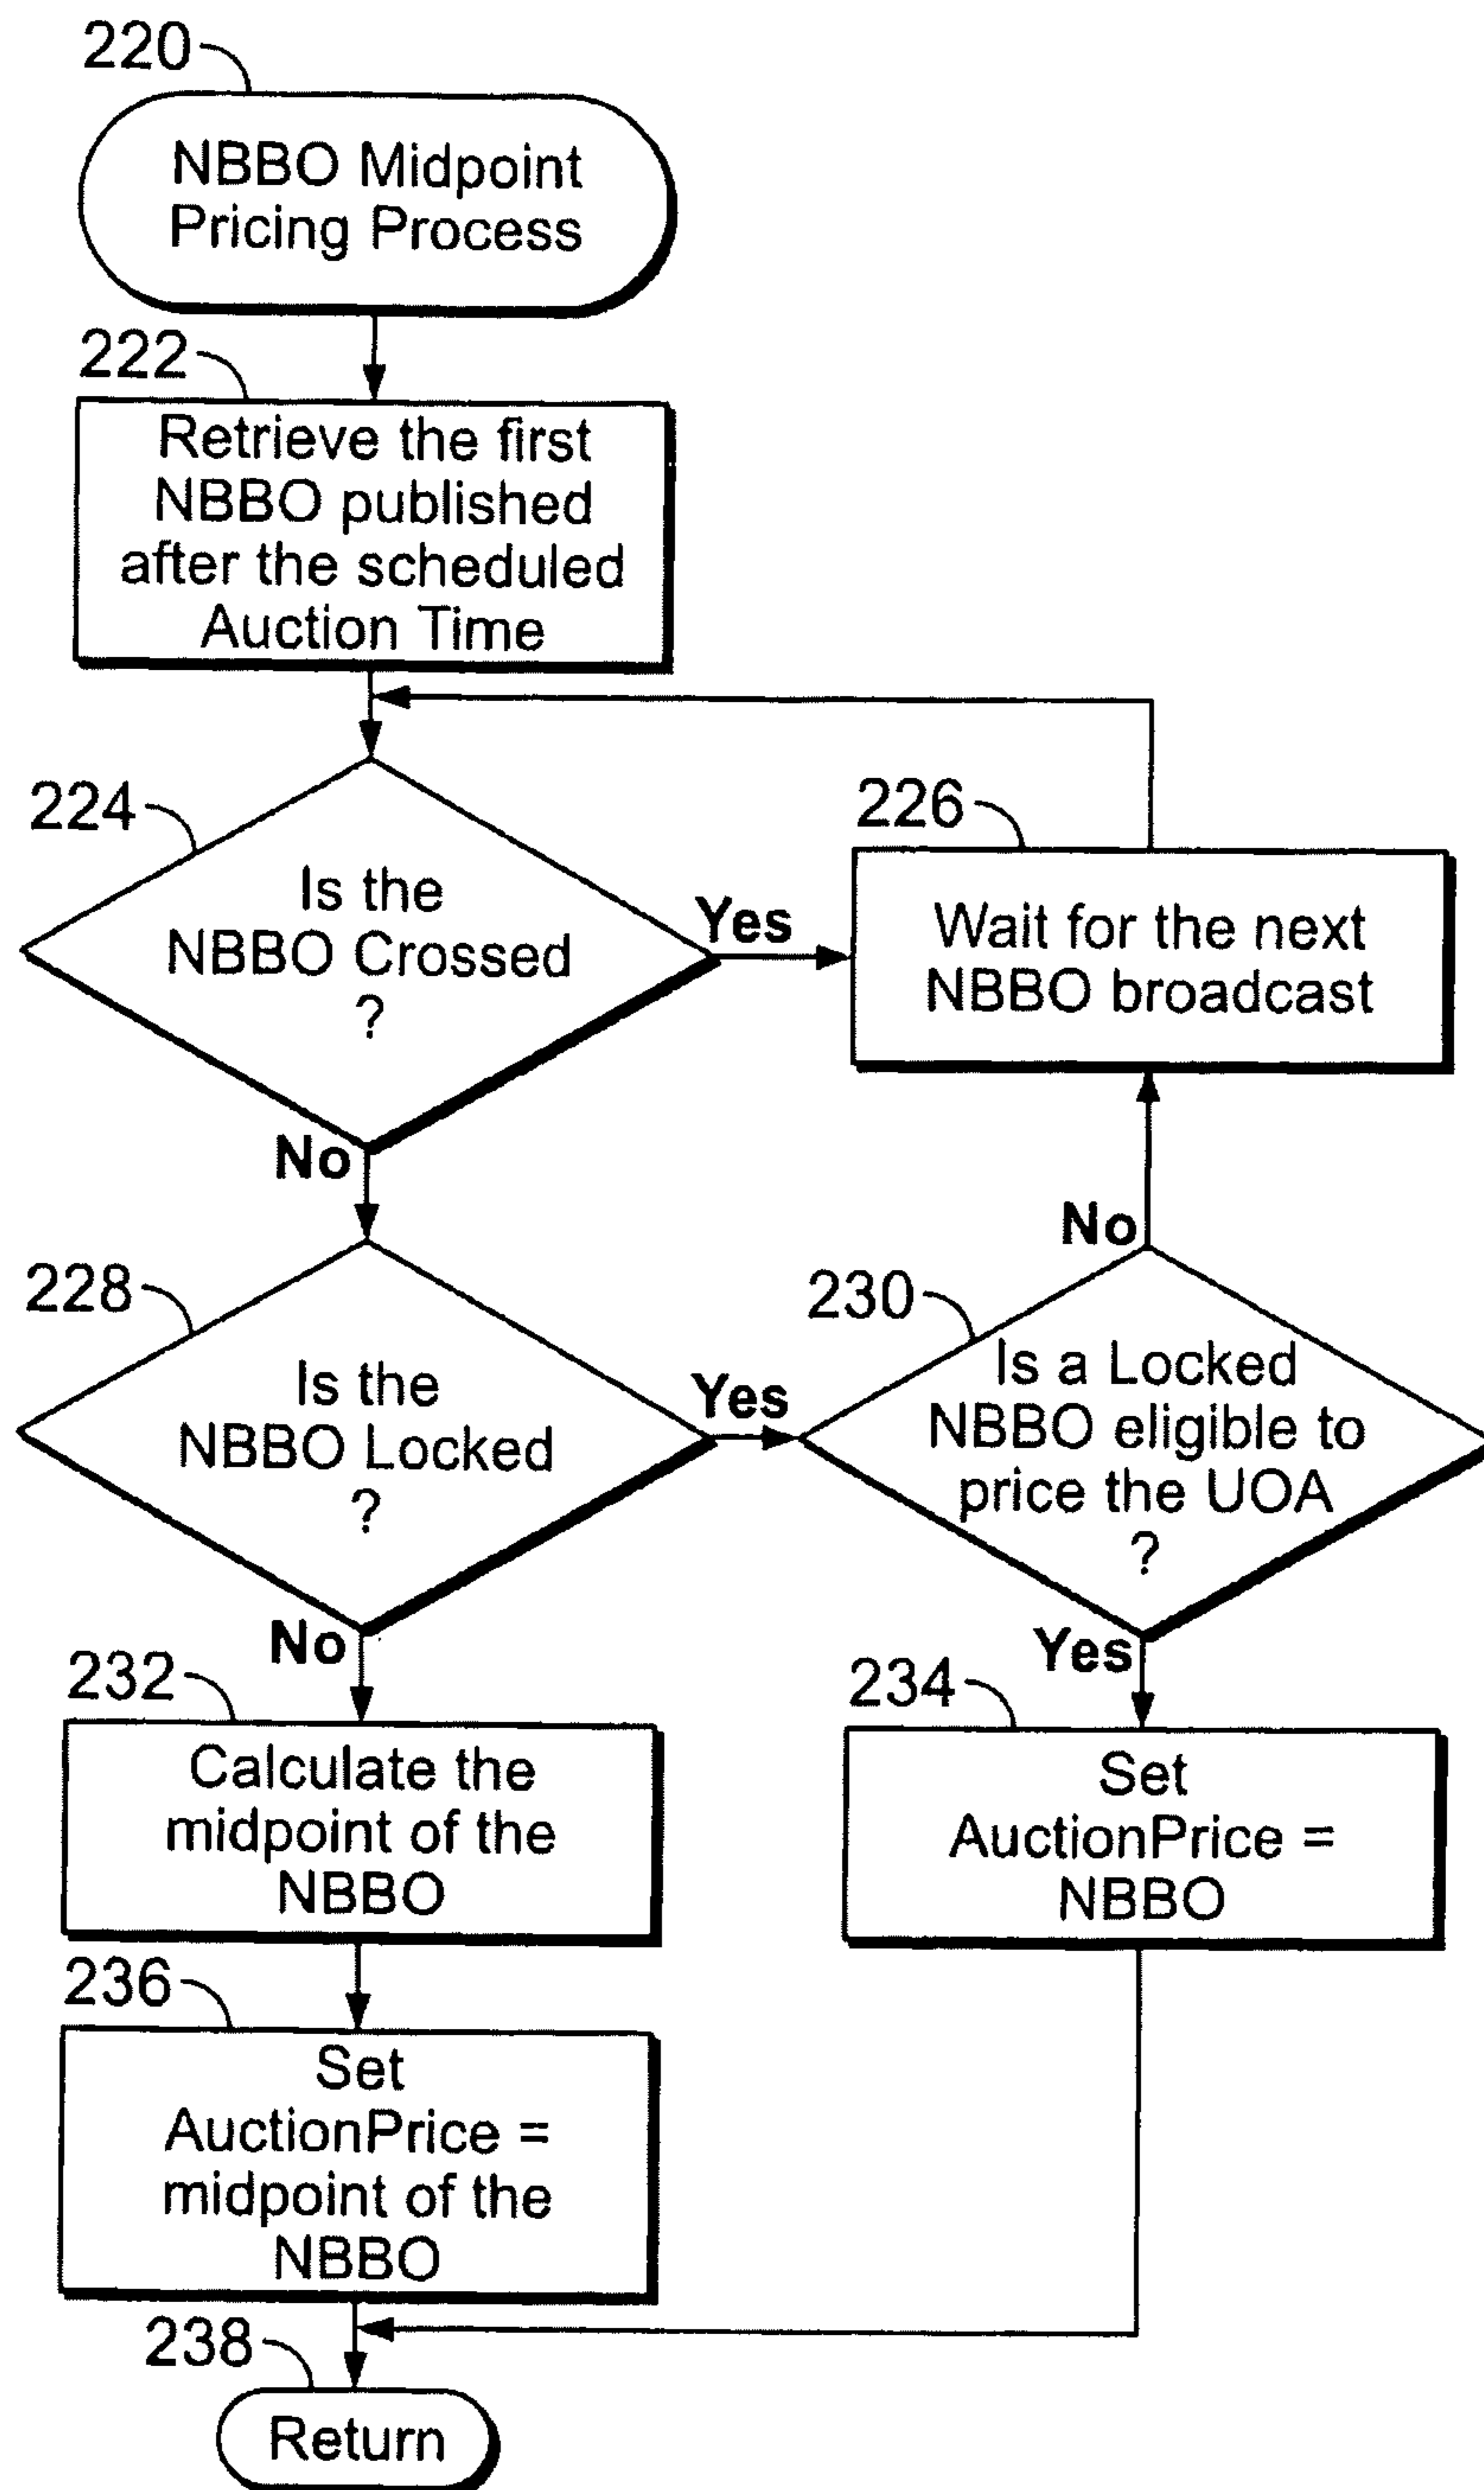 220
NBBO Midpoint
Pricing Process
222
Retrieve the first
NBBO published
after the scheduled
Auction Time
224
Is the
NBBO Crossed
?
Yes
226
Wait for the next
NBBO broadcast
No
228
Is the
NBBO Locked
?
Yes
No
230
Is a Locked
NBBO eligible to
price the UOA
?
No
232
Calculate the
midpoint of the
NBBO
Yes
234
Set
AuctionPrice =
NBBO
236
Set
AuctionPrice =
midpoint of the
NBBO
238
Return